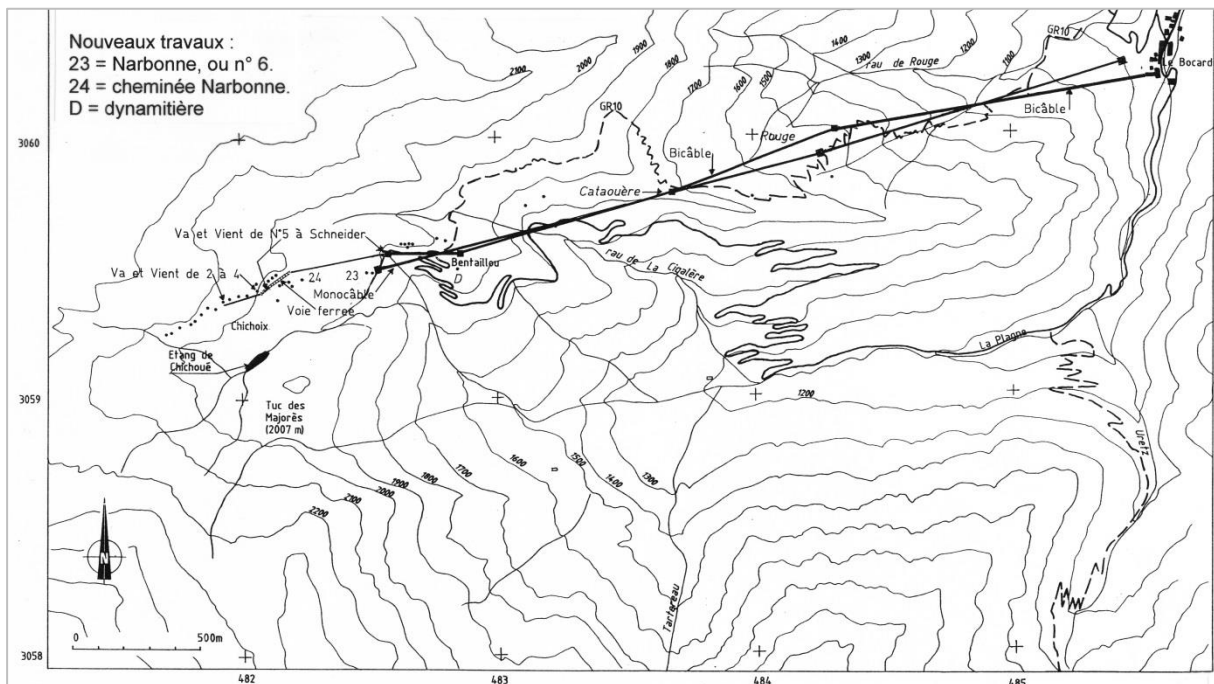 Nouveaux travaux :
23 = Narbonne, ou n° 6.
24 = cheminée Narbonne.
D = dynamitière
2100
2000
1900
1800
1700
1600
1500
1400
1300
1200
1100
rau de Rouge
GR10
Le Bocard
Bicâble
3060
GR10
Rouge
Bicâble
Cataouère
Va et Vient de N°5 à Schneider
Va et Vient de 2 à 4
24
23
Bentaillou
D
Monocâble
Voie ferrée
rau de La Cigalère
Chichoix
Etang de
Chichoué
La Plagne
3059
Tuc des
Majorès
(2007 m)
1200
Uretz
2200
2100
2000
1900
1800
1700
1600
1500
1400
1300
N
Tartereau
0
500m
3058
482
483
484
485